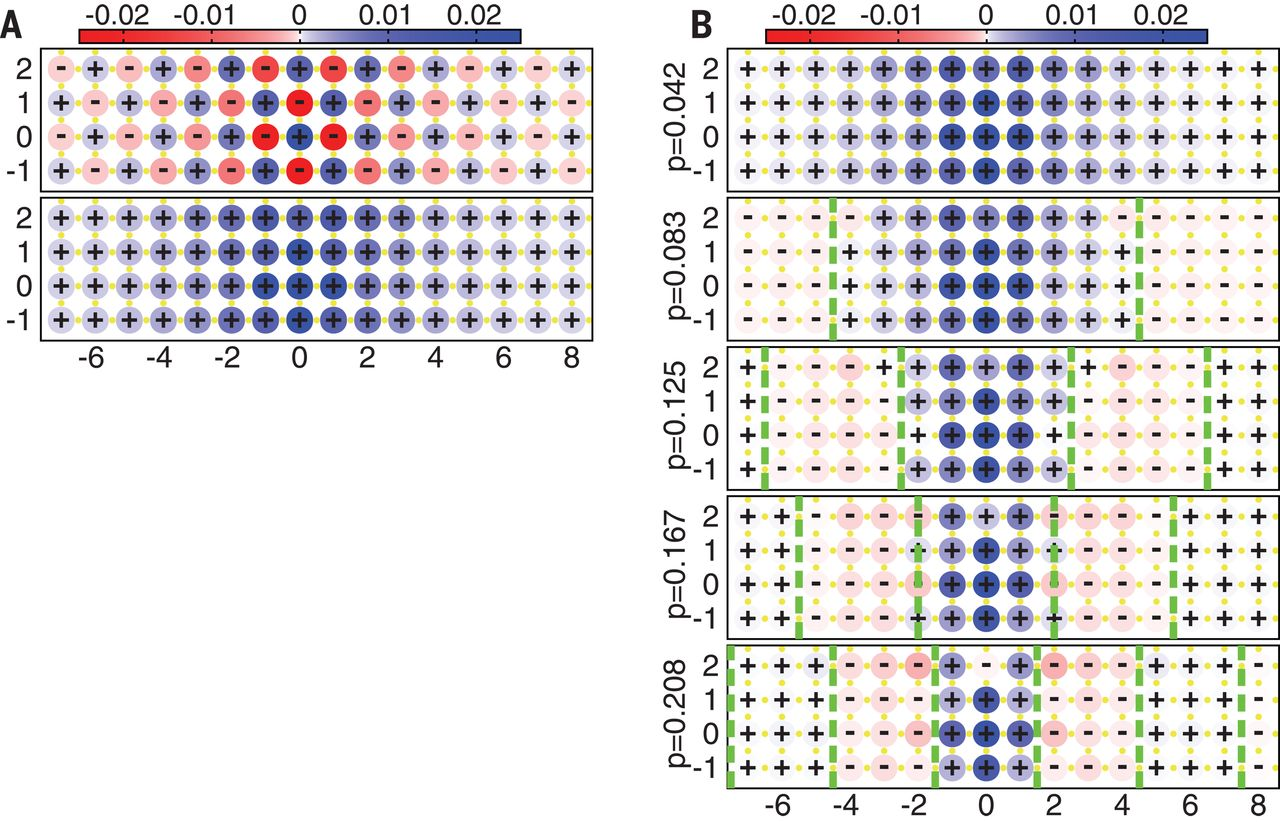 A
-0.02 -0.01 0 0.01 0.02
2 - + - + - + - + - + - + - + - +
1 + - + - + - + - + - + - + - + -
0 - + - + - + - + - + - + - + - +
-1 + - + - + - + - + - + - + - + -
2 + + + + + + + + + + + + + + + +
1 + + + + + + + + + + + + + + + +
0 + + + + + + + + + + + + + + + +
-1 + + + + + + + + + + + + + + + +
-6 -4 -2 0 2 4 6 8
B
-0.02 -0.01 0 0.01 0.02
p=0.042
2 + + + + + + + + + + + + + + + +
1 + + + + + + + + + + + + + + + +
0 + + + + + + + + + + + + + + + +
-1 + + + + + + + + + + + + + + + +
p=0.083
2 - - - - + + + + + + + - - - - -
1 - - - + + + + + + + + + - - - -
0 - - - + + + + + + + + + - - - -
-1 - - - + + + + + + + + + - - - -
p=0.125
2 + - - - + + + + + + + - - - + +
1 + - - - - + + + + + - - - - + +
0 + - - - - + + + + + - - - - + +
-1 + - - - - + + + + + - - - - + +
p=0.167
2 + + - - - - + + + - - - - + + +
1 + + - - - + + + + + - - - + + +
0 + + - - - - + + + - - - - + + +
-1 + + - - - + + + + + - - - + + +
p=0.208
2 + + + - - - + - + - - - + + + -
1 + + + - - - + + + - - - + + + -
0 + + + - - - + + + - - - + + + -
-1 + + + - - - + + + - - - + + + -
-6 -4 -2 0 2 4 6 8